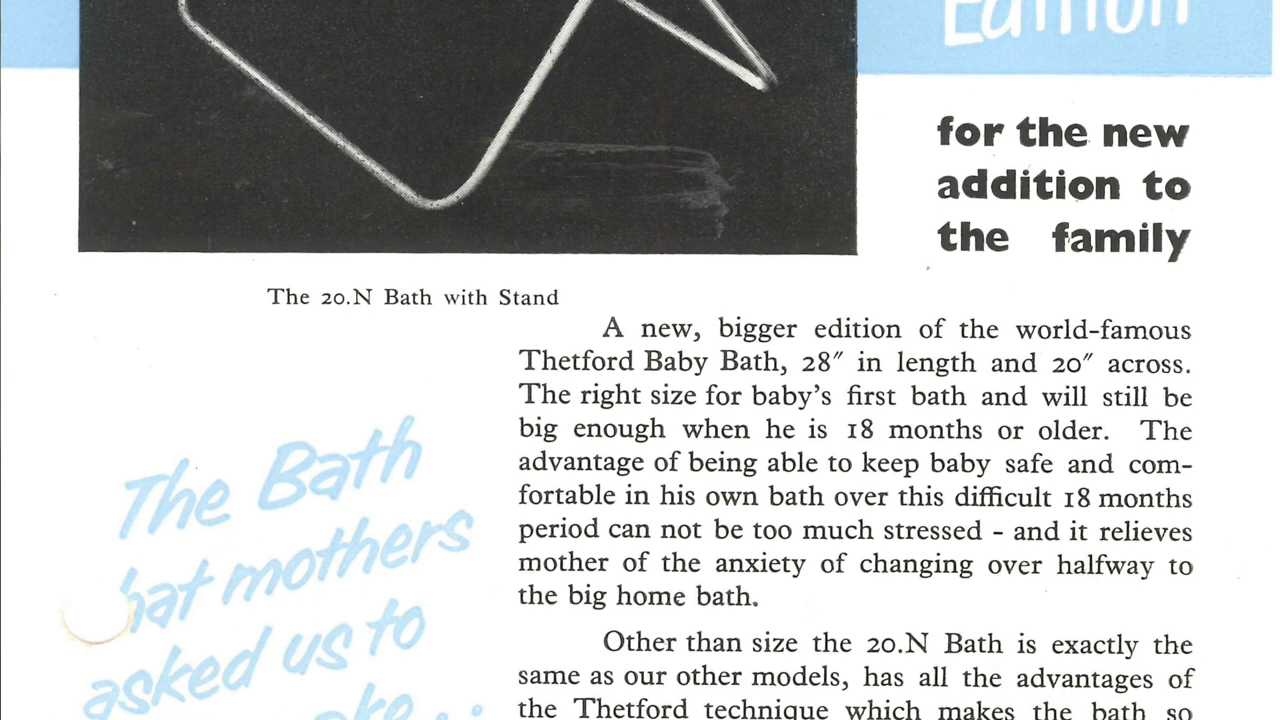 Edition
for the new
addition to
the family
The 20.N Bath with Stand
A new, bigger edition of the world-famous
Thetford Baby Bath, 28″ in length and 20″ across.
The right size for baby's first bath and will still be
big enough when he is 18 months or older. The
advantage of being able to keep baby safe and com-
fortable in his own bath over this difficult 18 months
period can not be too much stressed - and it relieves
mother of the anxiety of changing over halfway to
the big home bath.
The Bath
hat mothers
asked us to
ake . .
Other than size the 20.N Bath is exactly the
same as our other models, has all the advantages of
the Thetford technique which makes the bath so